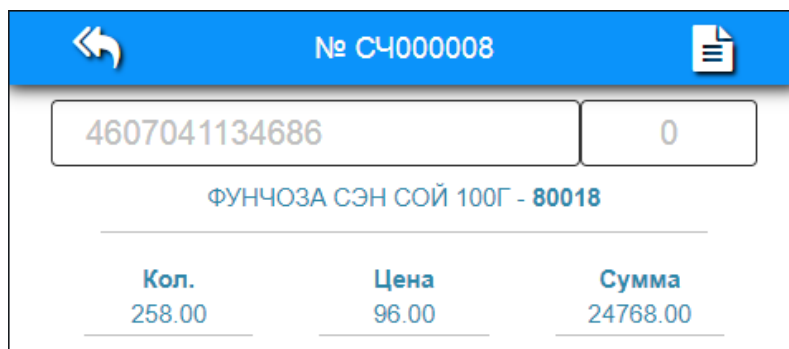 № СЧ000008
4607041134686 0
ФУНЧОЗА СЭН СОЙ 100Г - 80018
Кол. Цена Сумма
258.00 96.00 24768.00